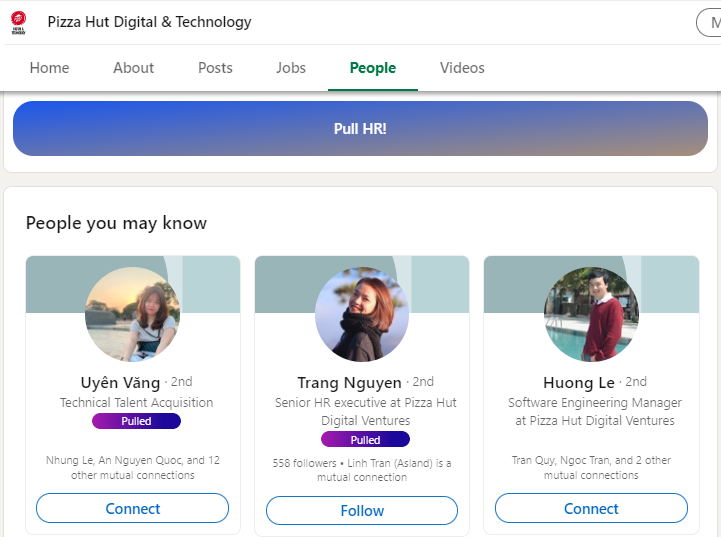 Pizza Hut Digital & Technology
M
Home About Posts Jobs People Videos
Pull HR!
People you may know
Uyên Văng · 2nd
Technical Talent Acquisition
Pulled
Nhung Le, An Nguyen Quoc, and 12
other mutual connections
Connect
Trang Nguyen · 2nd
Senior HR executive at Pizza Hut
Digital Ventures
Pulled
558 followers • Linh Tran (Asland) is a
mutual connection
Follow
Huong Le · 2nd
Software Engineering Manager
at Pizza Hut Digital Ventures
Tran Quy, Ngoc Tran, and 2 other
mutual connections
Connect